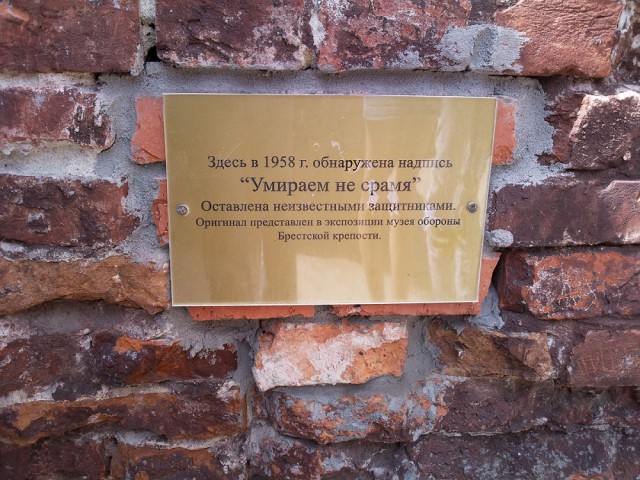 Здесь в 1958 г. обнаружена надпись
“Умираем не срамя”
Оставлена неизвестными защитниками.
Оригинал представлен в экспозиции музея обороны
Брестской крепости.